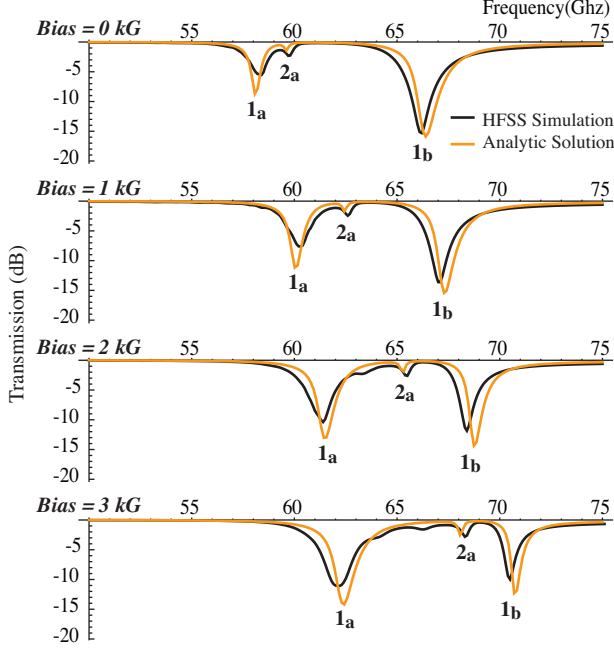 Frequency(Ghz)
Bias = 0 kG
55 60 65 70 75
-5
-10
-15
-20
1a
2a
1b
HFSS Simulation
Analytic Solution
Transmission (dB)
Bias = 1 kG
55 60 65 70 75
-5
-10
-15
-20
1a
2a
1b
Bias = 2 kG
55 60 65 70 75
-5
-10
-15
-20
1a
2a
1b
Bias = 3 kG
55 60 65 70 75
-5
-10
-15
-20
1a
2a
1b